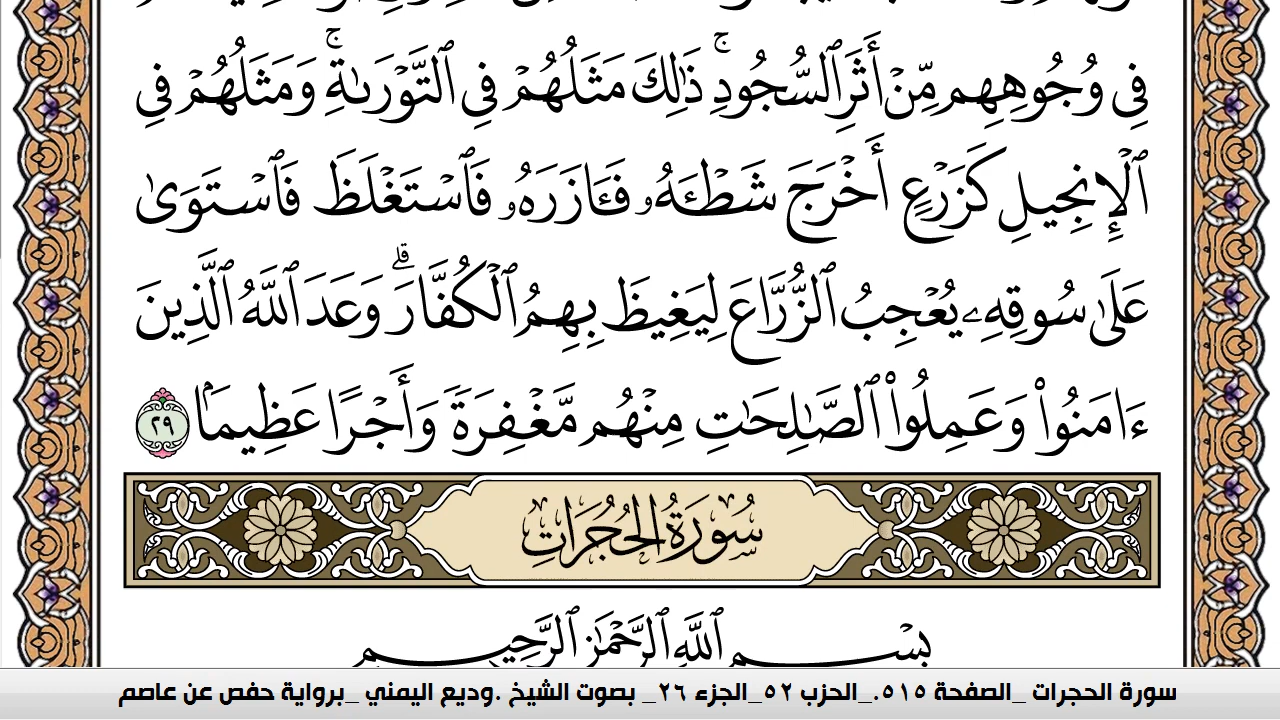 فِى وُجُوهِهِم مِّنْ أَثَرِ ٱلسُّجُودِ ۚ ذَٰلِكَ مَثَلُهُمْ فِى ٱلتَّوْرَىٰةِ ۚ وَمَثَلُهُمْ فِى
ٱلْإِنجِيلِ كَزَرْعٍ أَخْرَجَ شَطْـَٔهُۥ فَـَٔازَرَهُۥ فَٱسْتَغْلَظَ فَٱسْتَوَىٰ
عَلَىٰ سُوقِهِۦ يُعْجِبُ ٱلزُّرَّاعَ لِيَغِيظَ بِهِمُ ٱلْكُفَّارَ ۗ وَعَدَ ٱللَّهُ ٱلَّذِينَ
ءَامَنُوا۟ وَعَمِلُوا۟ ٱلصَّـٰلِحَـٰتِ مِنْهُم مَّغْفِرَةً وَأَجْرًا عَظِيمًۢا ٢٩
سُورَةُ الحُجُرَاتِ
بِسْمِ ٱللَّهِ ٱلرَّحْمَـٰنِ ٱلرَّحِيمِ
سورة الحجرات _الصفحة ٥١٥._الحزب ٥٢_الجزء ٢٦_ بصوت الشيخ .وديع اليمني _برواية حفص عن عاصم